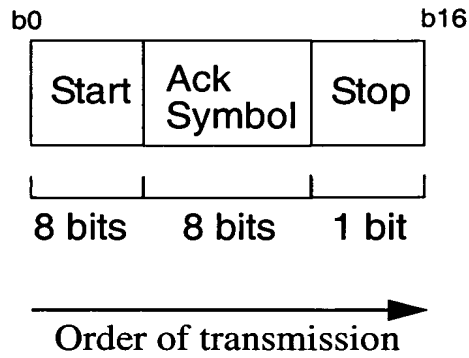 b0 b16
Start Ack Symbol Stop
8 bits 8 bits 1 bit
Order of transmission